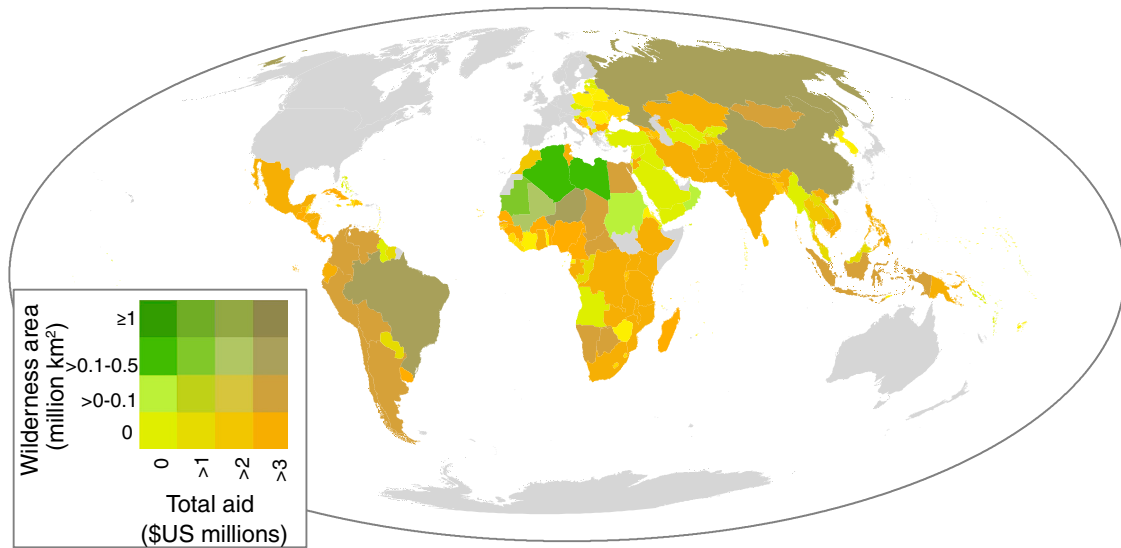 Wilderness area
(million km²)
≥1
>0.1-0.5
>0-0.1
0
0
>1
>2
>3
Total aid
($US millions)